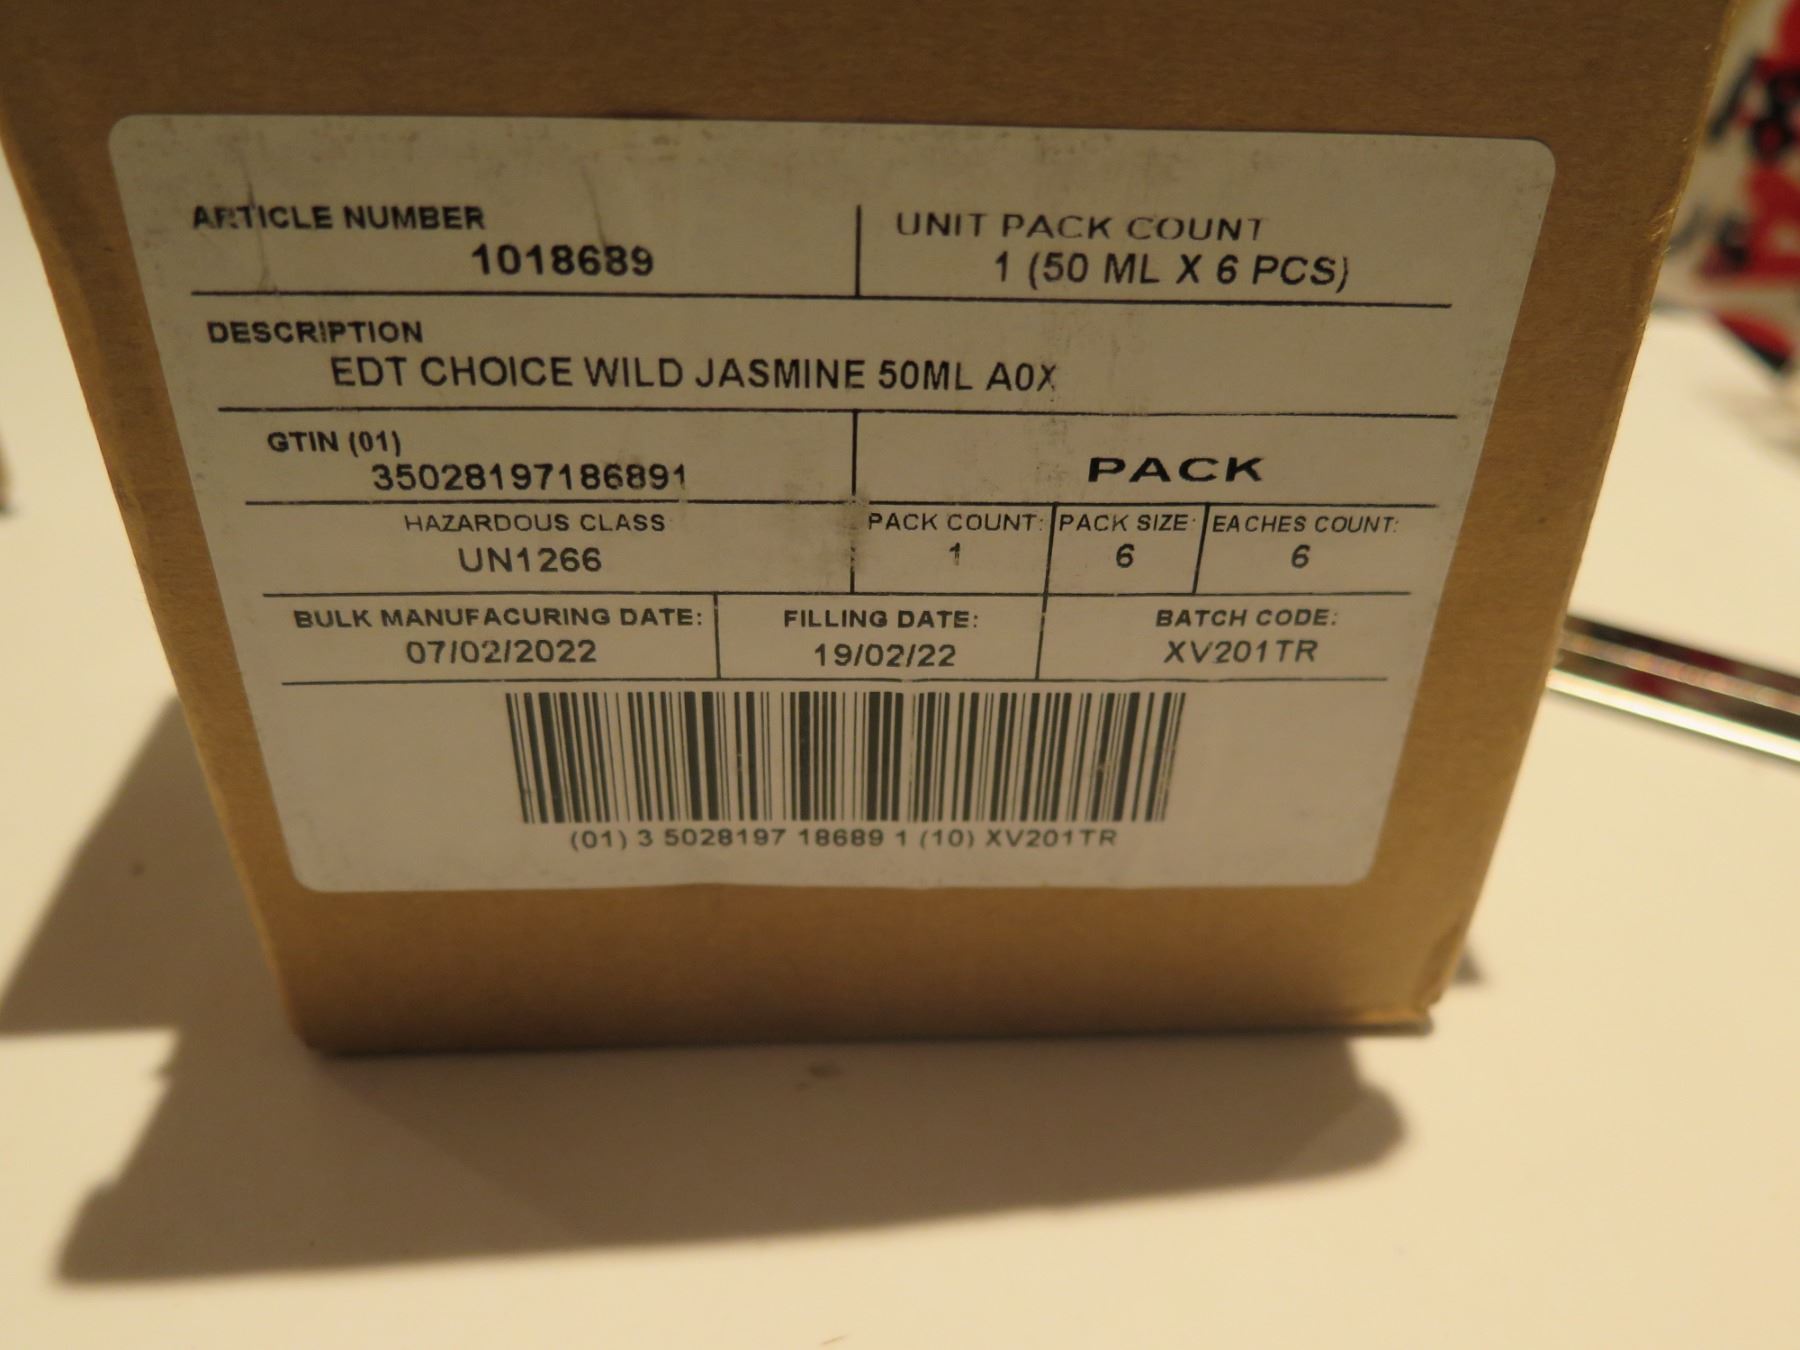 ARTICLE NUMBER
1018689
UNIT PACK COUNT
1 (50 ML X 6 PCS)
DESCRIPTION
EDT CHOICE WILD JASMINE 50ML A0X
GTIN (01)
35028197186891
PACK
HAZARDOUS CLASS
UN1266
PACK COUNT:
1
PACK SIZE:
6
EACHES COUNT:
6
BULK MANUFACURING DATE:
07/02/2022
FILLING DATE:
19/02/22
BATCH CODE:
XV201TR
(01) 3 5028197 18689 1 (10) XV201TR